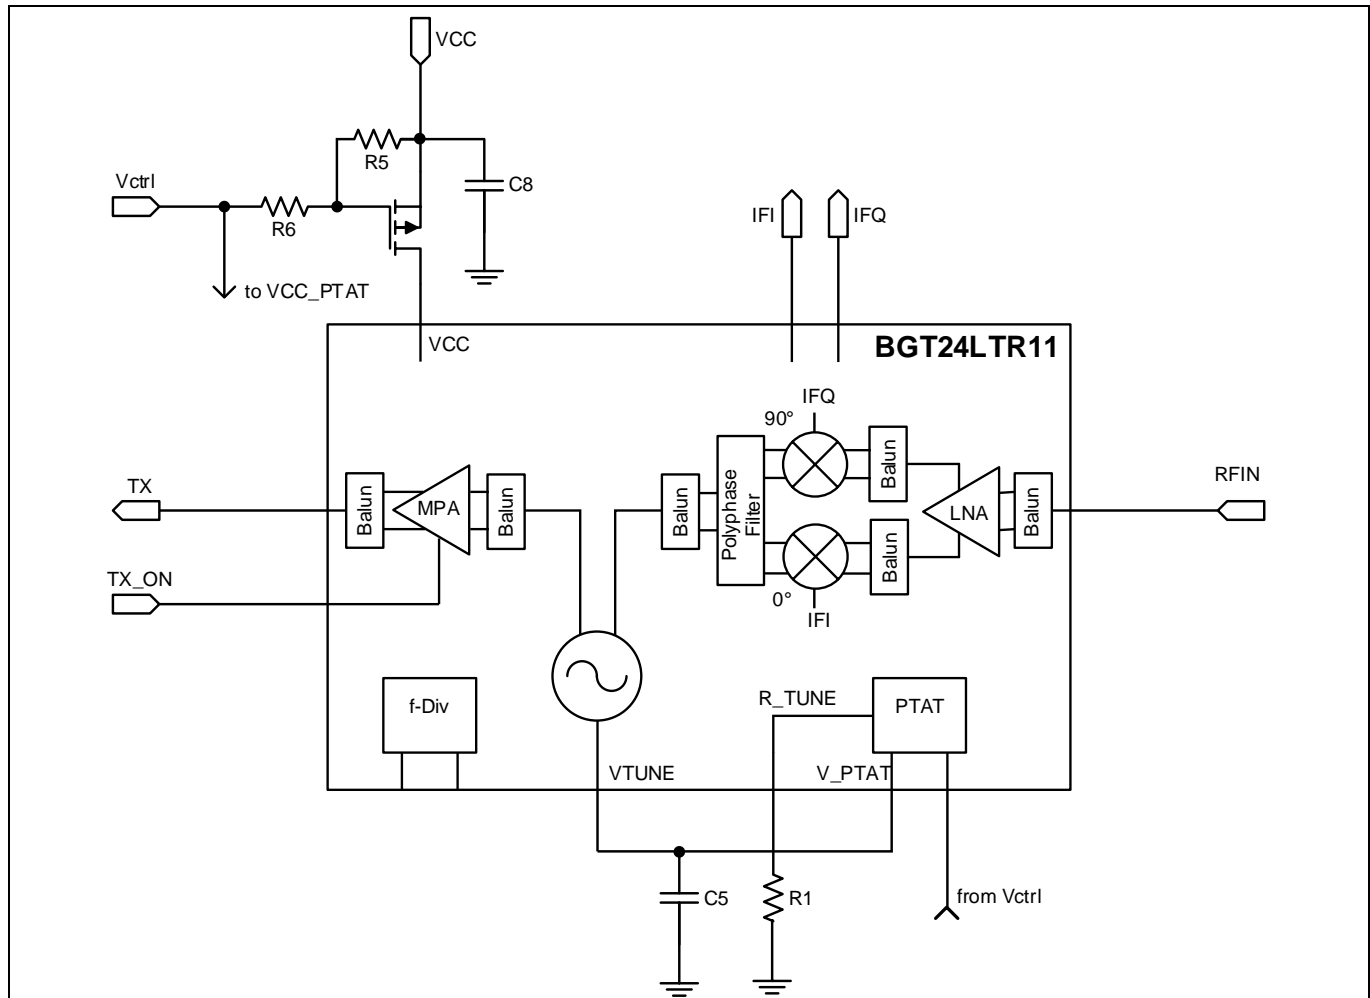 VCC
R5
C8
Vctrl
R6
to VCC_PTAT
IFI
IFQ
VCC
BGT24LTR11
IFQ
90°
Balun
Polyphase
Filter
Balun
LNA
Balun
RFIN
TX
Balun
MPA
Balun
Balun
0°
IFI
TX_ON
f-Div
R_TUNE
PTAT
VTUNE
V_PTAT
C5
R1
from Vctrl